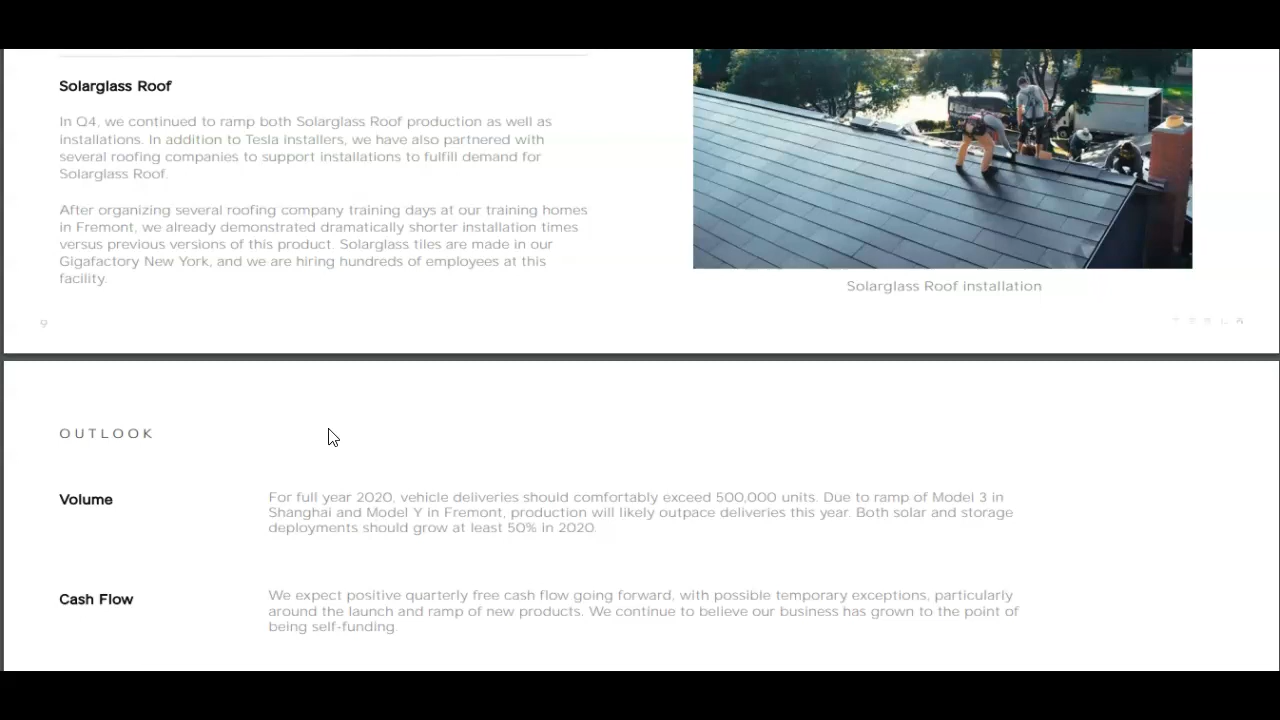 Solarglass Roof
In Q4, we continued to ramp both Solarglass Roof production as well as
installations. In addition to Tesla installers, we have also partnered with
several roofing companies to support installations to fulfill demand for
Solarglass Roof.
After organizing several roofing company training days at our training homes
in Fremont, we already demonstrated dramatically shorter installation times
versus previous versions of this product. Solarglass tiles are made in our
Gigafactory New York, and we are hiring hundreds of employees at this
facility.
Solarglass Roof installation
9
T E S L A
OUTLOOK
Volume
For full year 2020, vehicle deliveries should comfortably exceed 500,000 units. Due to ramp of Model 3 in
Shanghai and Model Y in Fremont, production will likely outpace deliveries this year. Both solar and storage
deployments should grow at least 50% in 2020.
Cash Flow
We expect positive quarterly free cash flow going forward, with possible temporary exceptions, particularly
around the launch and ramp of new products. We continue to believe our business has grown to the point of
being self-funding.